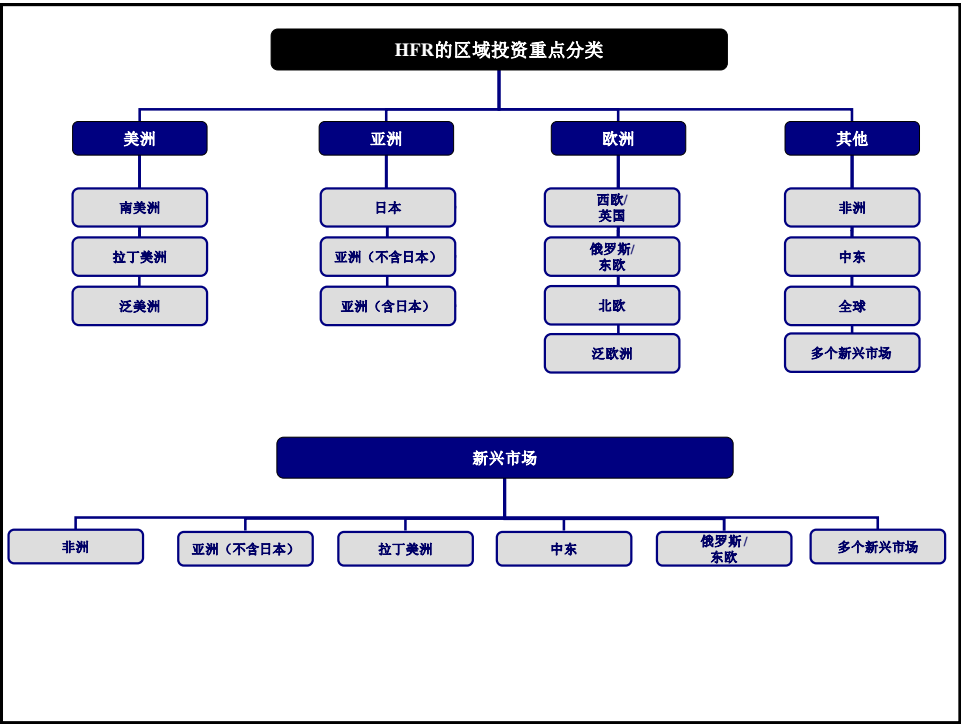 HFR的区域投资重点分类
美洲
亚洲
欧洲
其他
南美洲
日本
西欧/
英国
非洲
拉丁美洲
亚洲（不含日本）
俄罗斯/
东欧
中东
泛美洲
亚洲（含日本）
北欧
全球
泛欧洲
多个新兴市场
新兴市场
非洲
亚洲（不含日本）
拉丁美洲
中东
俄罗斯/
东欧
多个新兴市场